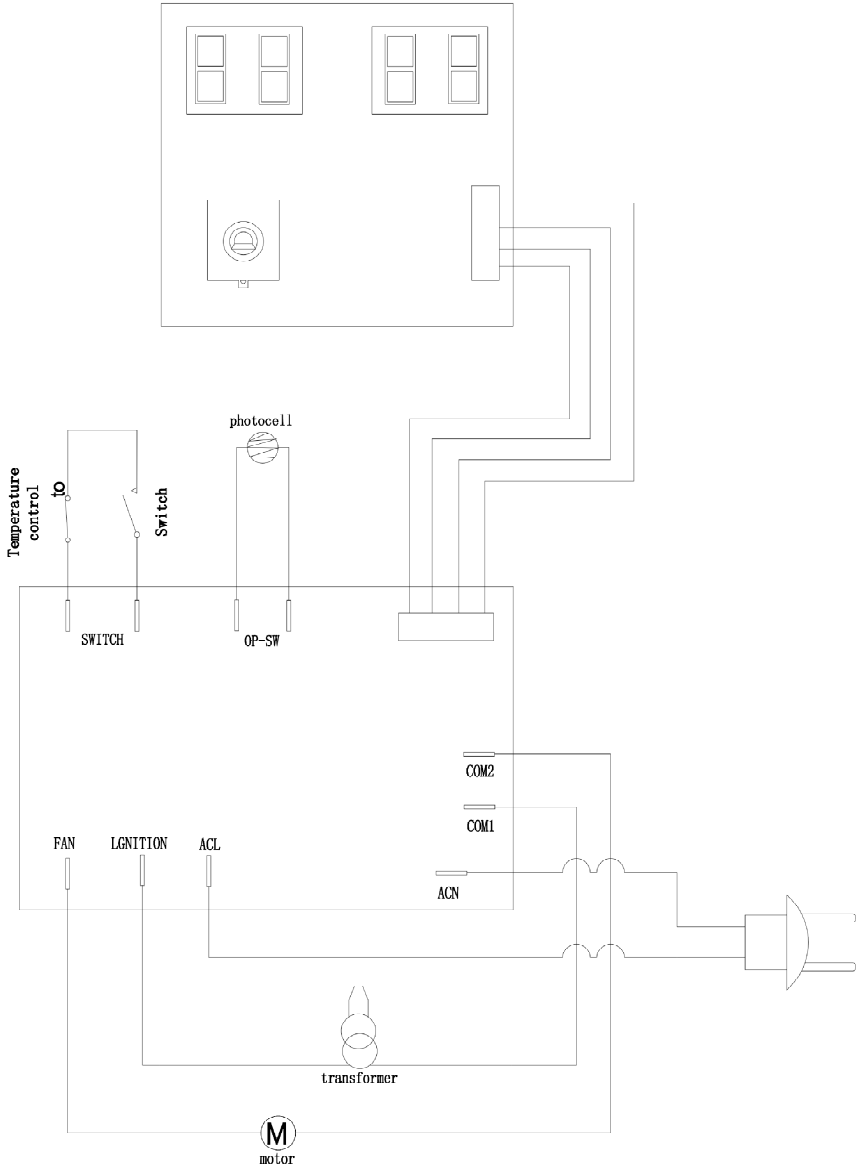 photocell
Temperature
control
to
Switch
SWITCH
OP-SW
COM2
COM1
FAN
LGNITION
ACL
ACN
transformer
M
motor